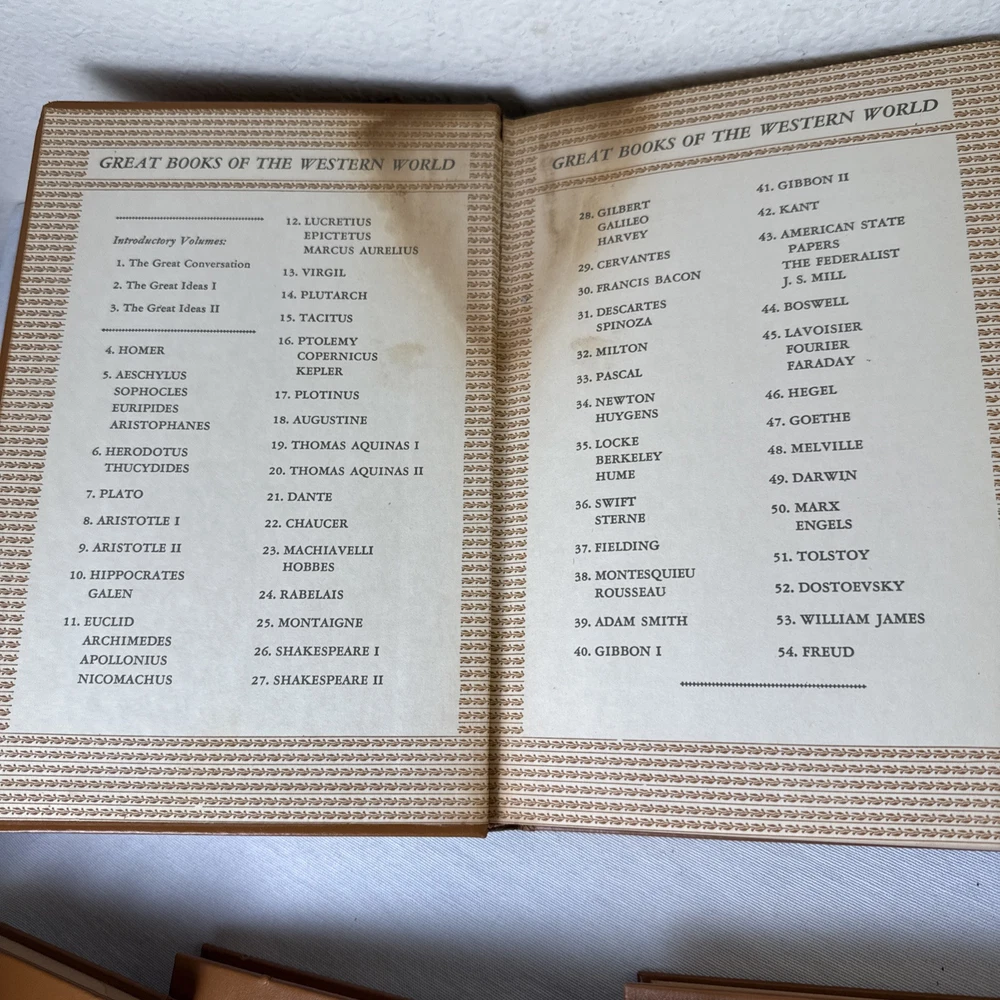 GREAT BOOKS OF THE WESTERN WORLD
Introductory Volumes:
1. The Great Conversation
2. The Great Ideas I
3. The Great Ideas II
4. HOMER
5. AESCHYLUS
SOPHOCLES
EURIPIDES
ARISTOPHANES
6. HERODOTUS
THUCYDIDES
7. PLATO
8. ARISTOTLE I
9. ARISTOTLE II
10. HIPPOCRATES
GALEN
11. EUCLID
ARCHIMEDES
APOLLONIUS
NICOMACHUS
12. LUCRETIUS
EPICTETUS
MARCUS AURELIUS
13. VIRGIL
14. PLUTARCH
15. TACITUS
16. PTOLEMY
COPERNICUS
KEPLER
17. PLOTINUS
18. AUGUSTINE
19. THOMAS AQUINAS I
20. THOMAS AQUINAS II
21. DANTE
22. CHAUCER
23. MACHIAVELLI
HOBBES
24. RABELAIS
25. MONTAIGNE
26. SHAKESPEARE I
27. SHAKESPEARE II
GREAT BOOKS OF THE WESTERN WORLD
28. GILBERT
GALILEO
HARVEY
29. CERVANTES
30. FRANCIS BACON
31. DESCARTES
SPINOZA
32. MILTON
33. PASCAL
34. NEWTON
HUYGENS
35. LOCKE
BERKELEY
HUME
36. SWIFT
STERNE
37. FIELDING
38. MONTESQUIEU
ROUSSEAU
39. ADAM SMITH
40. GIBBON I
41. GIBBON II
42. KANT
43. AMERICAN STATE
PAPERS
THE FEDERALIST
J. S. MILL
44. BOSWELL
45. LAVOISIER
FOURIER
FARADAY
46. HEGEL
47. GOETHE
48. MELVILLE
49. DARWIN
50. MARX
ENGELS
51. TOLSTOY
52. DOSTOEVSKY
53. WILLIAM JAMES
54. FREUD